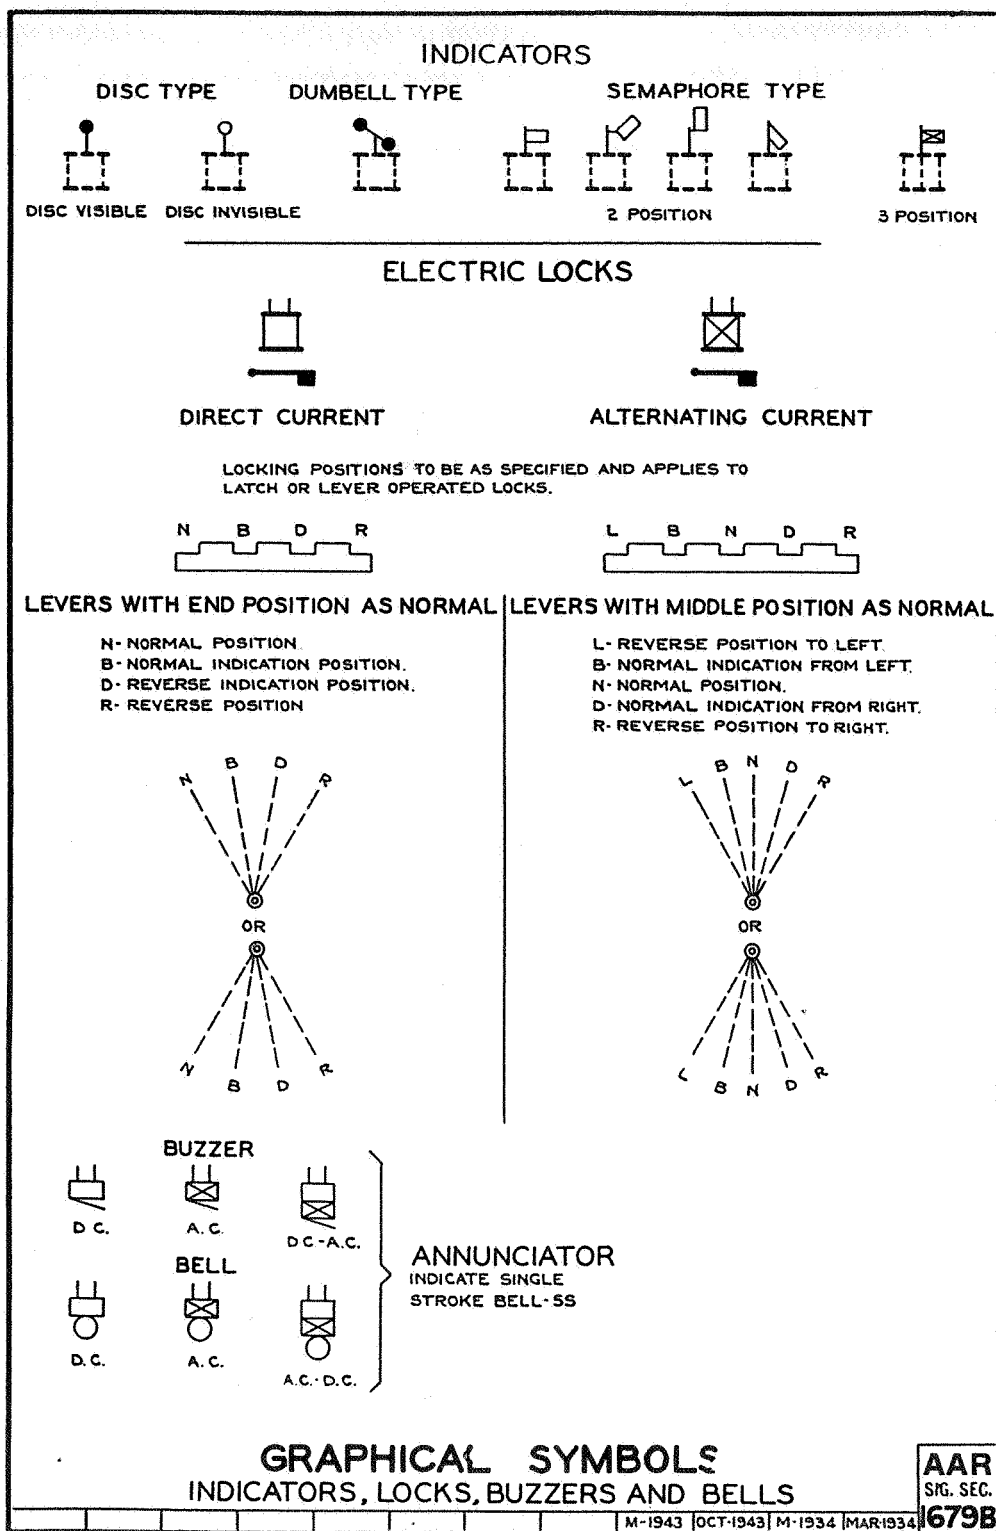 INDICATORS
DISC TYPE DUMBELL TYPE SEMAPHORE TYPE
DISC VISIBLE DISC INVISIBLE 2 POSITION 3 POSITION
ELECTRIC LOCKS
DIRECT CURRENT ALTERNATING CURRENT
LOCKING POSITIONS TO BE AS SPECIFIED AND APPLIES TO
LATCH OR LEVER OPERATED LOCKS.
N B D R
LEVERS WITH END POSITION AS NORMAL
N- NORMAL POSITION
B- NORMAL INDICATION POSITION.
D- REVERSE INDICATION POSITION.
R- REVERSE POSITION
N B D R
OR
N B D R
L B N D R
LEVERS WITH MIDDLE POSITION AS NORMAL
L- REVERSE POSITION TO LEFT.
B- NORMAL INDICATION FROM LEFT.
N- NORMAL POSITION.
D- NORMAL INDICATION FROM RIGHT.
R- REVERSE POSITION TO RIGHT.
L B N D R
OR
L B N D R
BUZZER
D C. A.C. D C.-A.C.
BELL
D.C. A.C. A.C.-D.C.
ANNUNCIATOR
INDICATE SINGLE
STROKE BELL-SS
GRAPHICAL SYMBOLS
INDICATORS, LOCKS, BUZZERS AND BELLS
M-1943 OCT-1943 M-1934 MAR-1934
AAR
SIG. SEC.
1679B